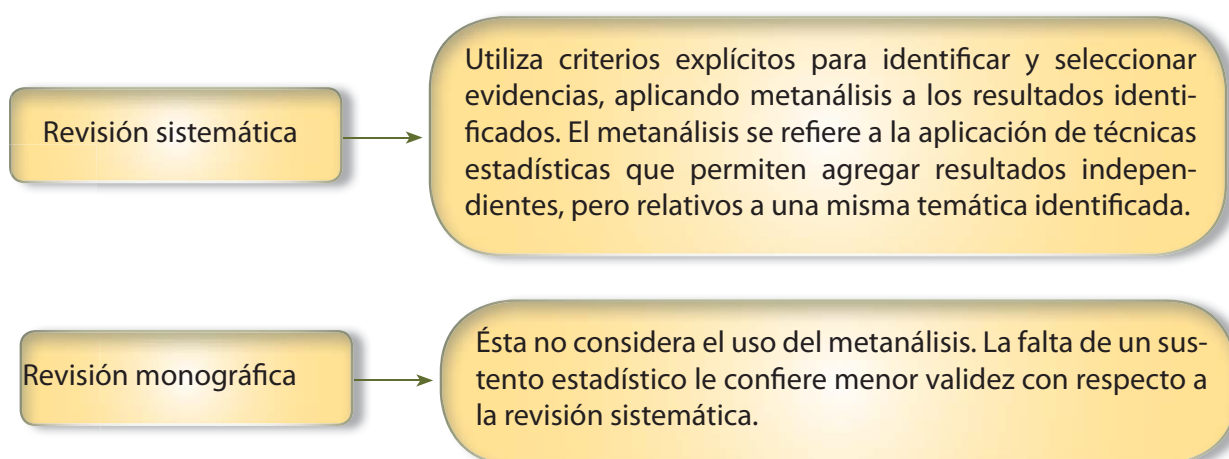 Revisión sistemática
Utiliza criterios explícitos para identificar y seleccionar
evidencias, aplicando metanálisis a los resultados identi-
ficados. El metanálisis se refiere a la aplicación de técnicas
estadísticas que permiten agregar resultados indepen-
dientes, pero relativos a una misma temática identificada.
Revisión monográfica
Ésta no considera el uso del metanálisis. La falta de un sus-
tento estadístico le confiere menor validez con respecto a
la revisión sistemática.